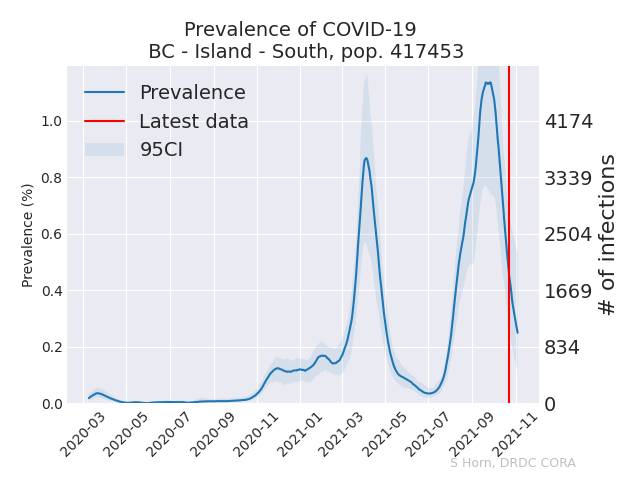 Prevalence of COVID-19
BC - Island - South, pop. 417453
Prevalence
Latest data
95CI
Prevalence (%)
1.0
0.8
0.6
0.4
0.2
0.0
4174
3339
2504
1669
834
0
# of infections
2020-03
2020-05
2020-07
2020-09
2020-11
2021-01
2021-03
2021-05
2021-07
2021-09
2021-11
S Horn, DRDC CORA